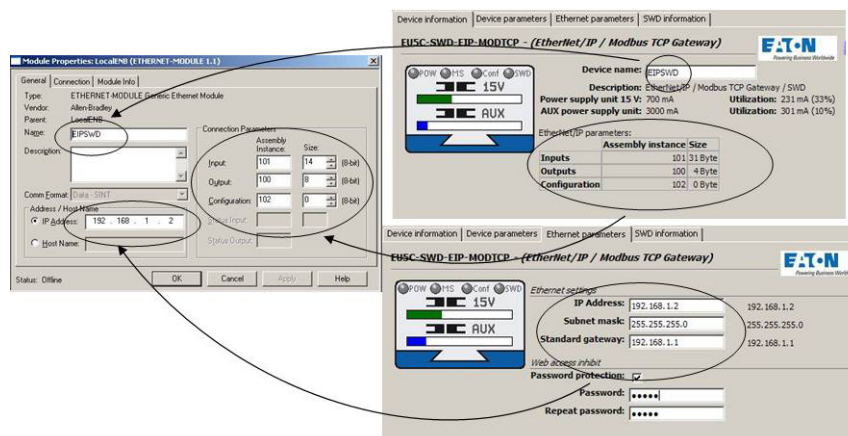 Module Properties: LocalENB (ETHERNET-MODULE 1.1)
General Connection Module Info
Type: ETHERNET-MODULE Generic Ethernet Module
Vendor: Allen-Bradley
Parent: LocalENB
Name: EIPSWD
Description:
Comm Format: Data - SINT
Address / Host Name
IP Address: 192 . 168 . 1 . 2
Host Name:
Connection Parameters
Assembly
Instance: Size:
Input: 101 14 (8-bit)
Output: 100 8 (8-bit)
Configuration: 102 0 (8-bit)
Status Input:
Status Output:
Status: Offline
OK Cancel Apply Help
Device information Device parameters Ethernet parameters SWD information
EU5C-SWD-EIP-MODTCP - (EtherNet/IP / Modbus TCP Gateway)
EATON
Powering Business Worldwide
POW MS Conf SWD
15V
AUX
Device name: EIPSWD
Description: EtherNet/IP / Modbus TCP Gateway / SWD
Power supply unit 15 V: 700 mA Utilization: 231 mA (33%)
AUX power supply unit: 3000 mA Utilization: 301 mA (10%)
EtherNet/IP parameters:
Assembly instance Size
Inputs 101 31 Byte
Outputs 100 4 Byte
Configuration 102 0 Byte
Device information Device parameters Ethernet parameters SWD information
EU5C-SWD-EIP-MODTCP - (EtherNet/IP / Modbus TCP Gateway)
EATON
Powering Business Worldwide
POW MS Conf SWD
15V
AUX
Ethernet settings
IP Address: 192.168.1.2 192.168.1.2
Subnet mask: 255.255.255.0 255.255.255.0
Standard gateway: 192.168.1.1 192.168.1.1
Web access inhibit
Password protection:
Password: •••••
Repeat password: •••••